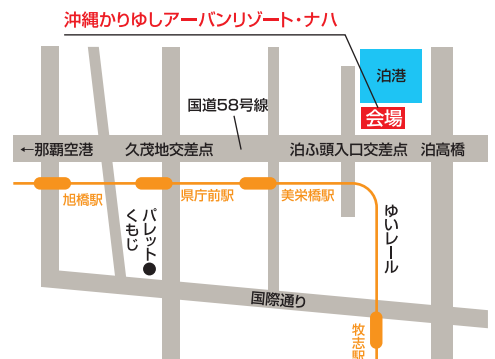 沖縄かりゆしアーバンリゾート・ナハ
泊港
会場
国道58号線
←那覇空港
久茂地交差点
泊ふ頭入口交差点
泊高橋
旭橋駅
県庁前駅
美栄橋駅
パレット
くもじ
ゆいレール
国際通り
牧志駅